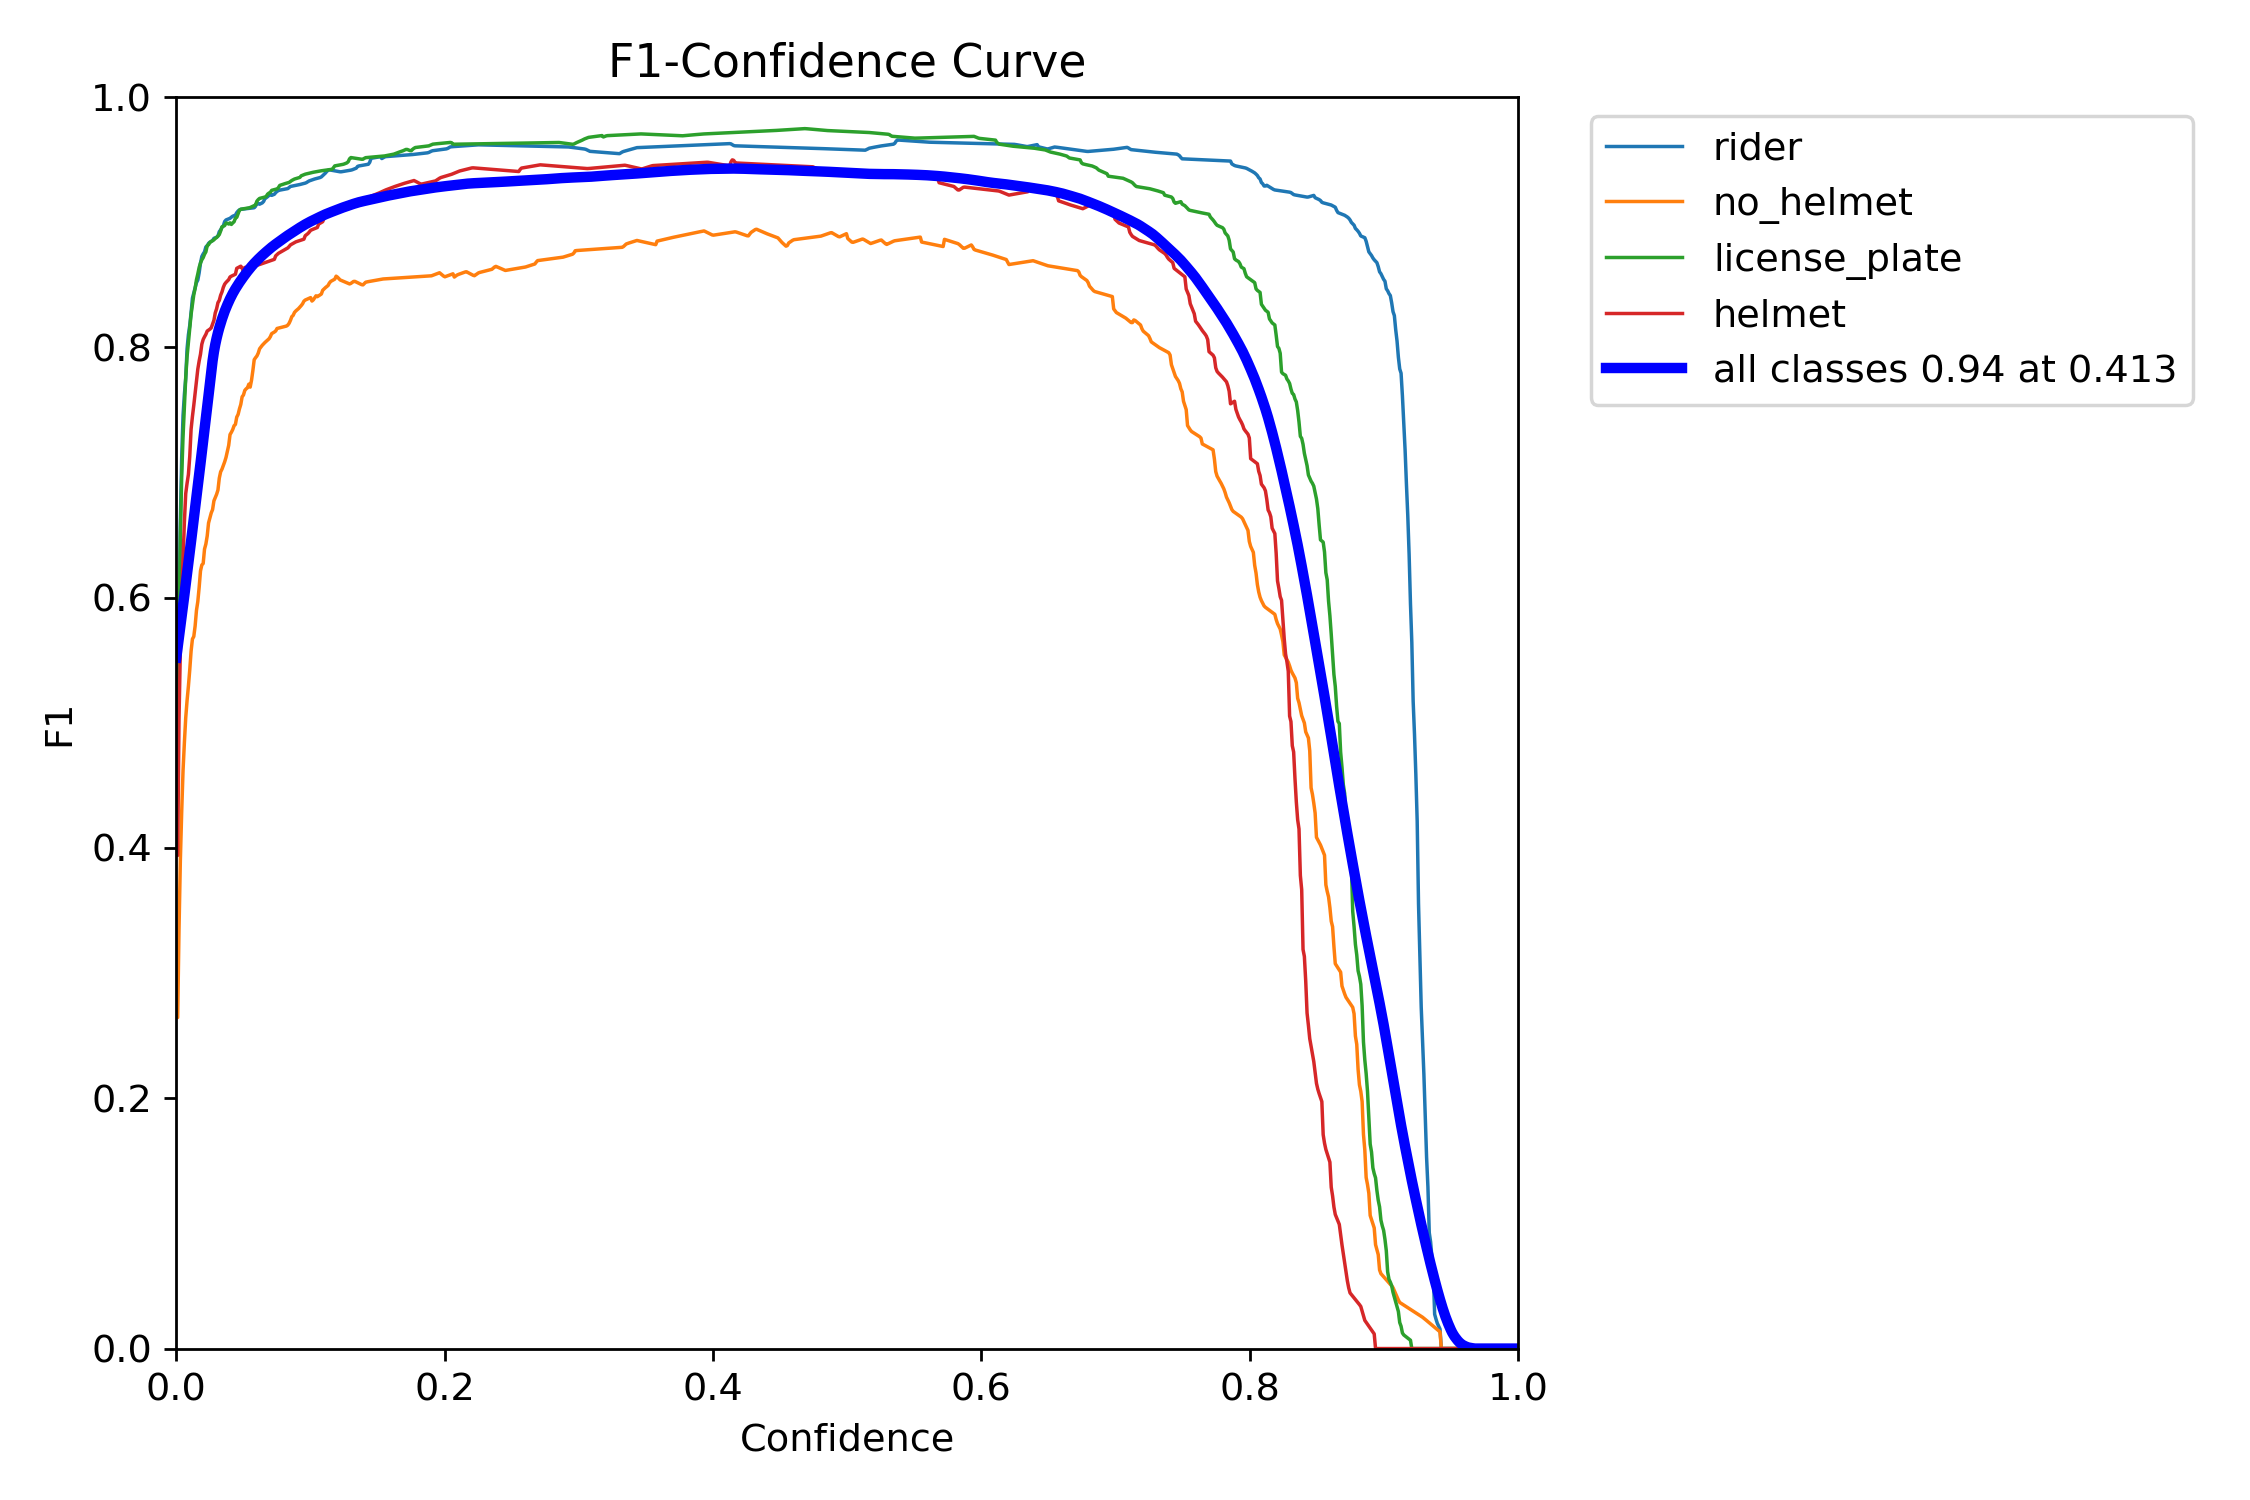 F1-Confidence Curve
1.0
0.8
0.6
0.4
0.2
0.0
F1
0.0 0.2 0.4 0.6 0.8 1.0
Confidence
rider
no_helmet
license_plate
helmet
all classes 0.94 at 0.413